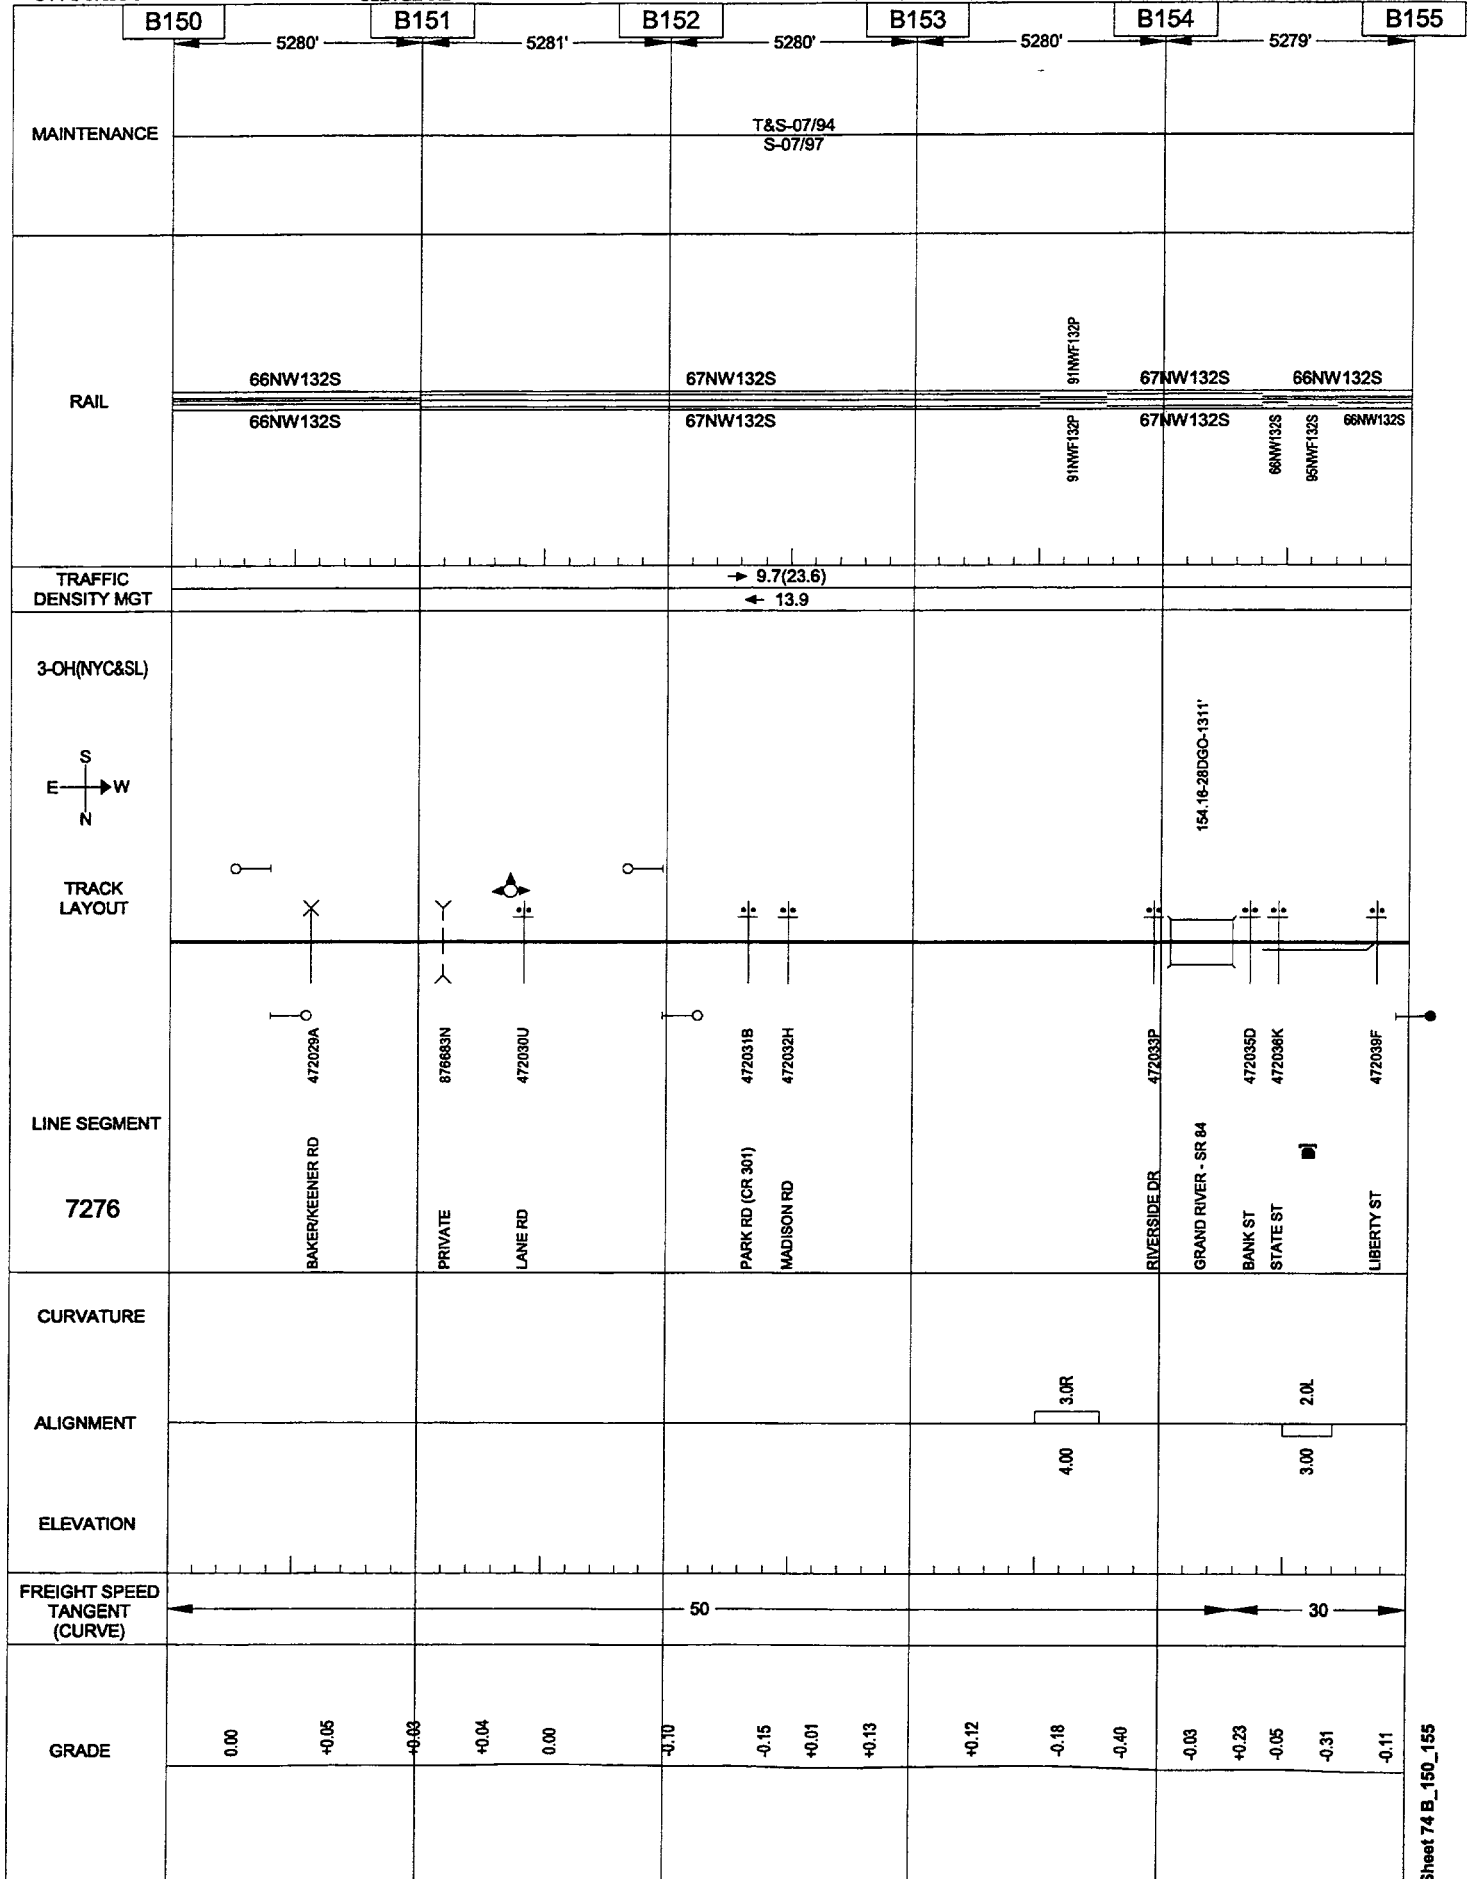 B150 B151 B152 B153 B154 B155
5280' 5281' 5280' 5280' 5279'
MAINTENANCE
T&S-07/94
S-07/97
RAIL
66NW132S 67NW132S 91NWF132P 67NW132S 66NW132S
66NW132S 67NW132S 91NWF132P 67NW132S 66NW132S 95NWF132S 66NW132S
TRAFFIC
DENSITY MGT
9.7(23.6)
13.9
3-OH(NYC&SL)
S
E W
N
154.16-28DGO-1311'
TRACK
LAYOUT
472029A 876683N 472030U 472031B 472032H 472033P 472035D 472036K 472039F
LINE SEGMENT
7276
BAKER/KEENER RD
PRIVATE
LANE RD
PARK RD (CR 301)
MADISON RD
RIVERSIDE DR
GRAND RIVER - SR 84
BANK ST
STATE ST
LIBERTY ST
CURVATURE
3.0R 2.0L
ALIGNMENT
4.00 3.00
ELEVATION
FREIGHT SPEED
TANGENT
(CURVE)
50 30
GRADE
0.00 +0.05 +0.03 +0.04 0.00 -0.10 -0.15 +0.01 +0.13 +0.12 -0.18 -0.40 -0.03 +0.23 -0.05 -0.31 -0.11
Sheet 74 B_150_155